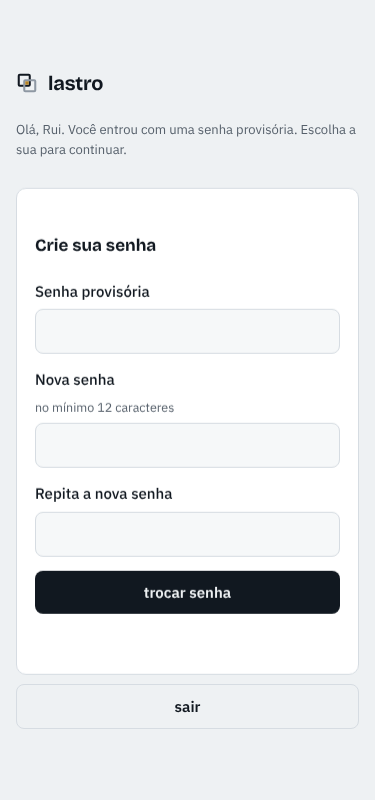 lastro
Olá, Rui. Você entrou com uma senha provisória. Escolha a
sua para continuar.
Crie sua senha
Senha provisória
Nova senha
no mínimo 12 caracteres
Repita a nova senha
trocar senha
sair